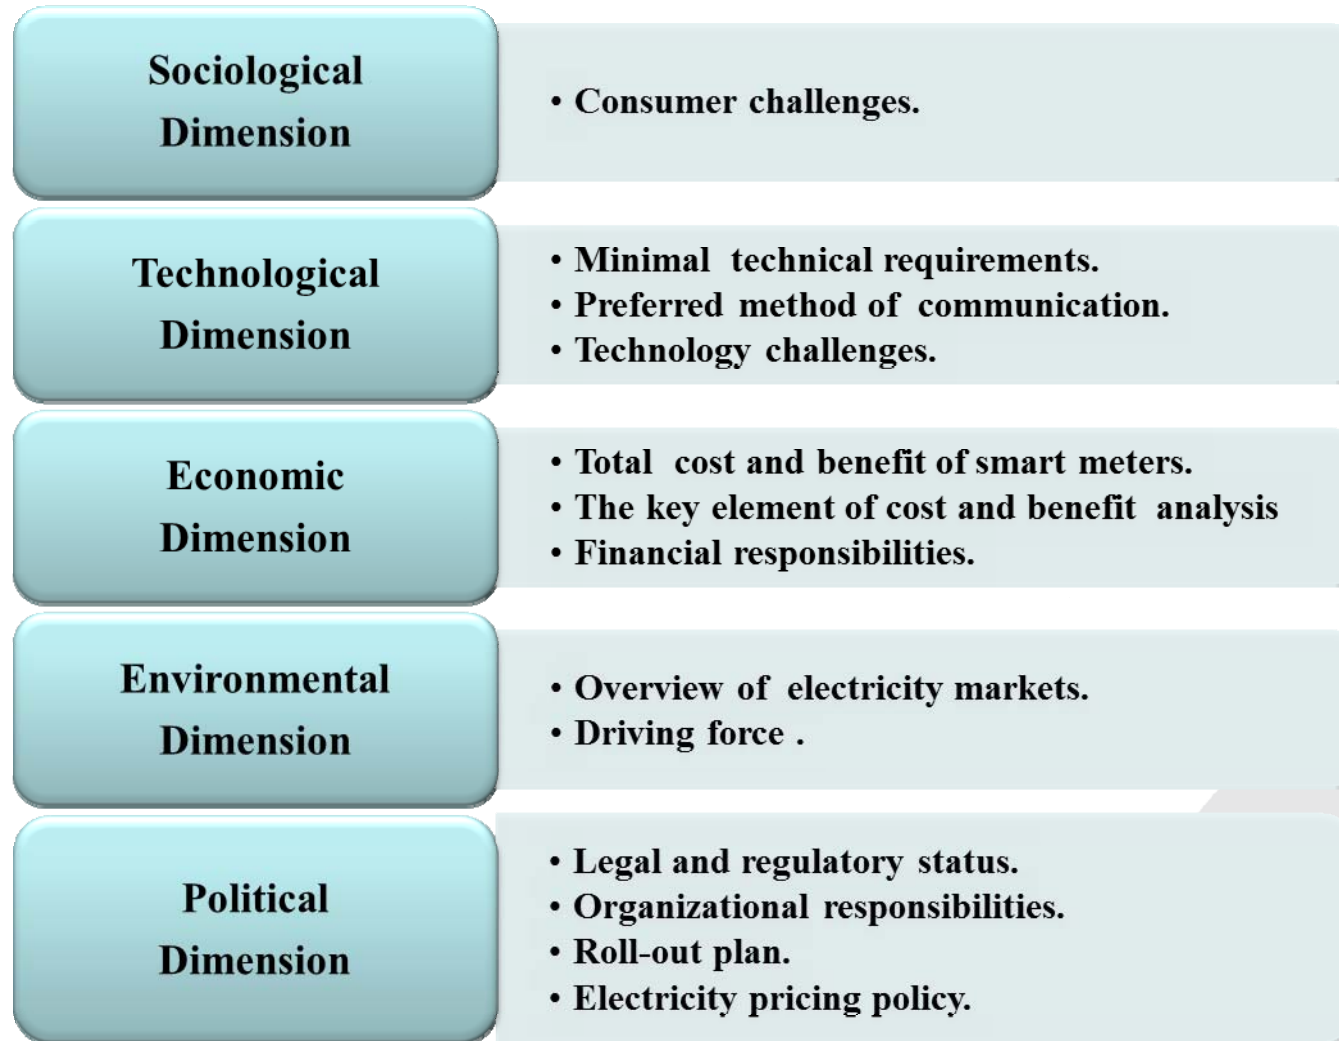 Sociological
Dimension
• Consumer challenges.
Technological
Dimension
• Minimal technical requirements.
• Preferred method of communication.
• Technology challenges.
Economic
Dimension
• Total cost and benefit of smart meters.
• The key element of cost and benefit analysis
• Financial responsibilities.
Environmental
Dimension
• Overview of electricity markets.
• Driving force .
Political
Dimension
• Legal and regulatory status.
• Organizational responsibilities.
• Roll-out plan.
• Electricity pricing policy.